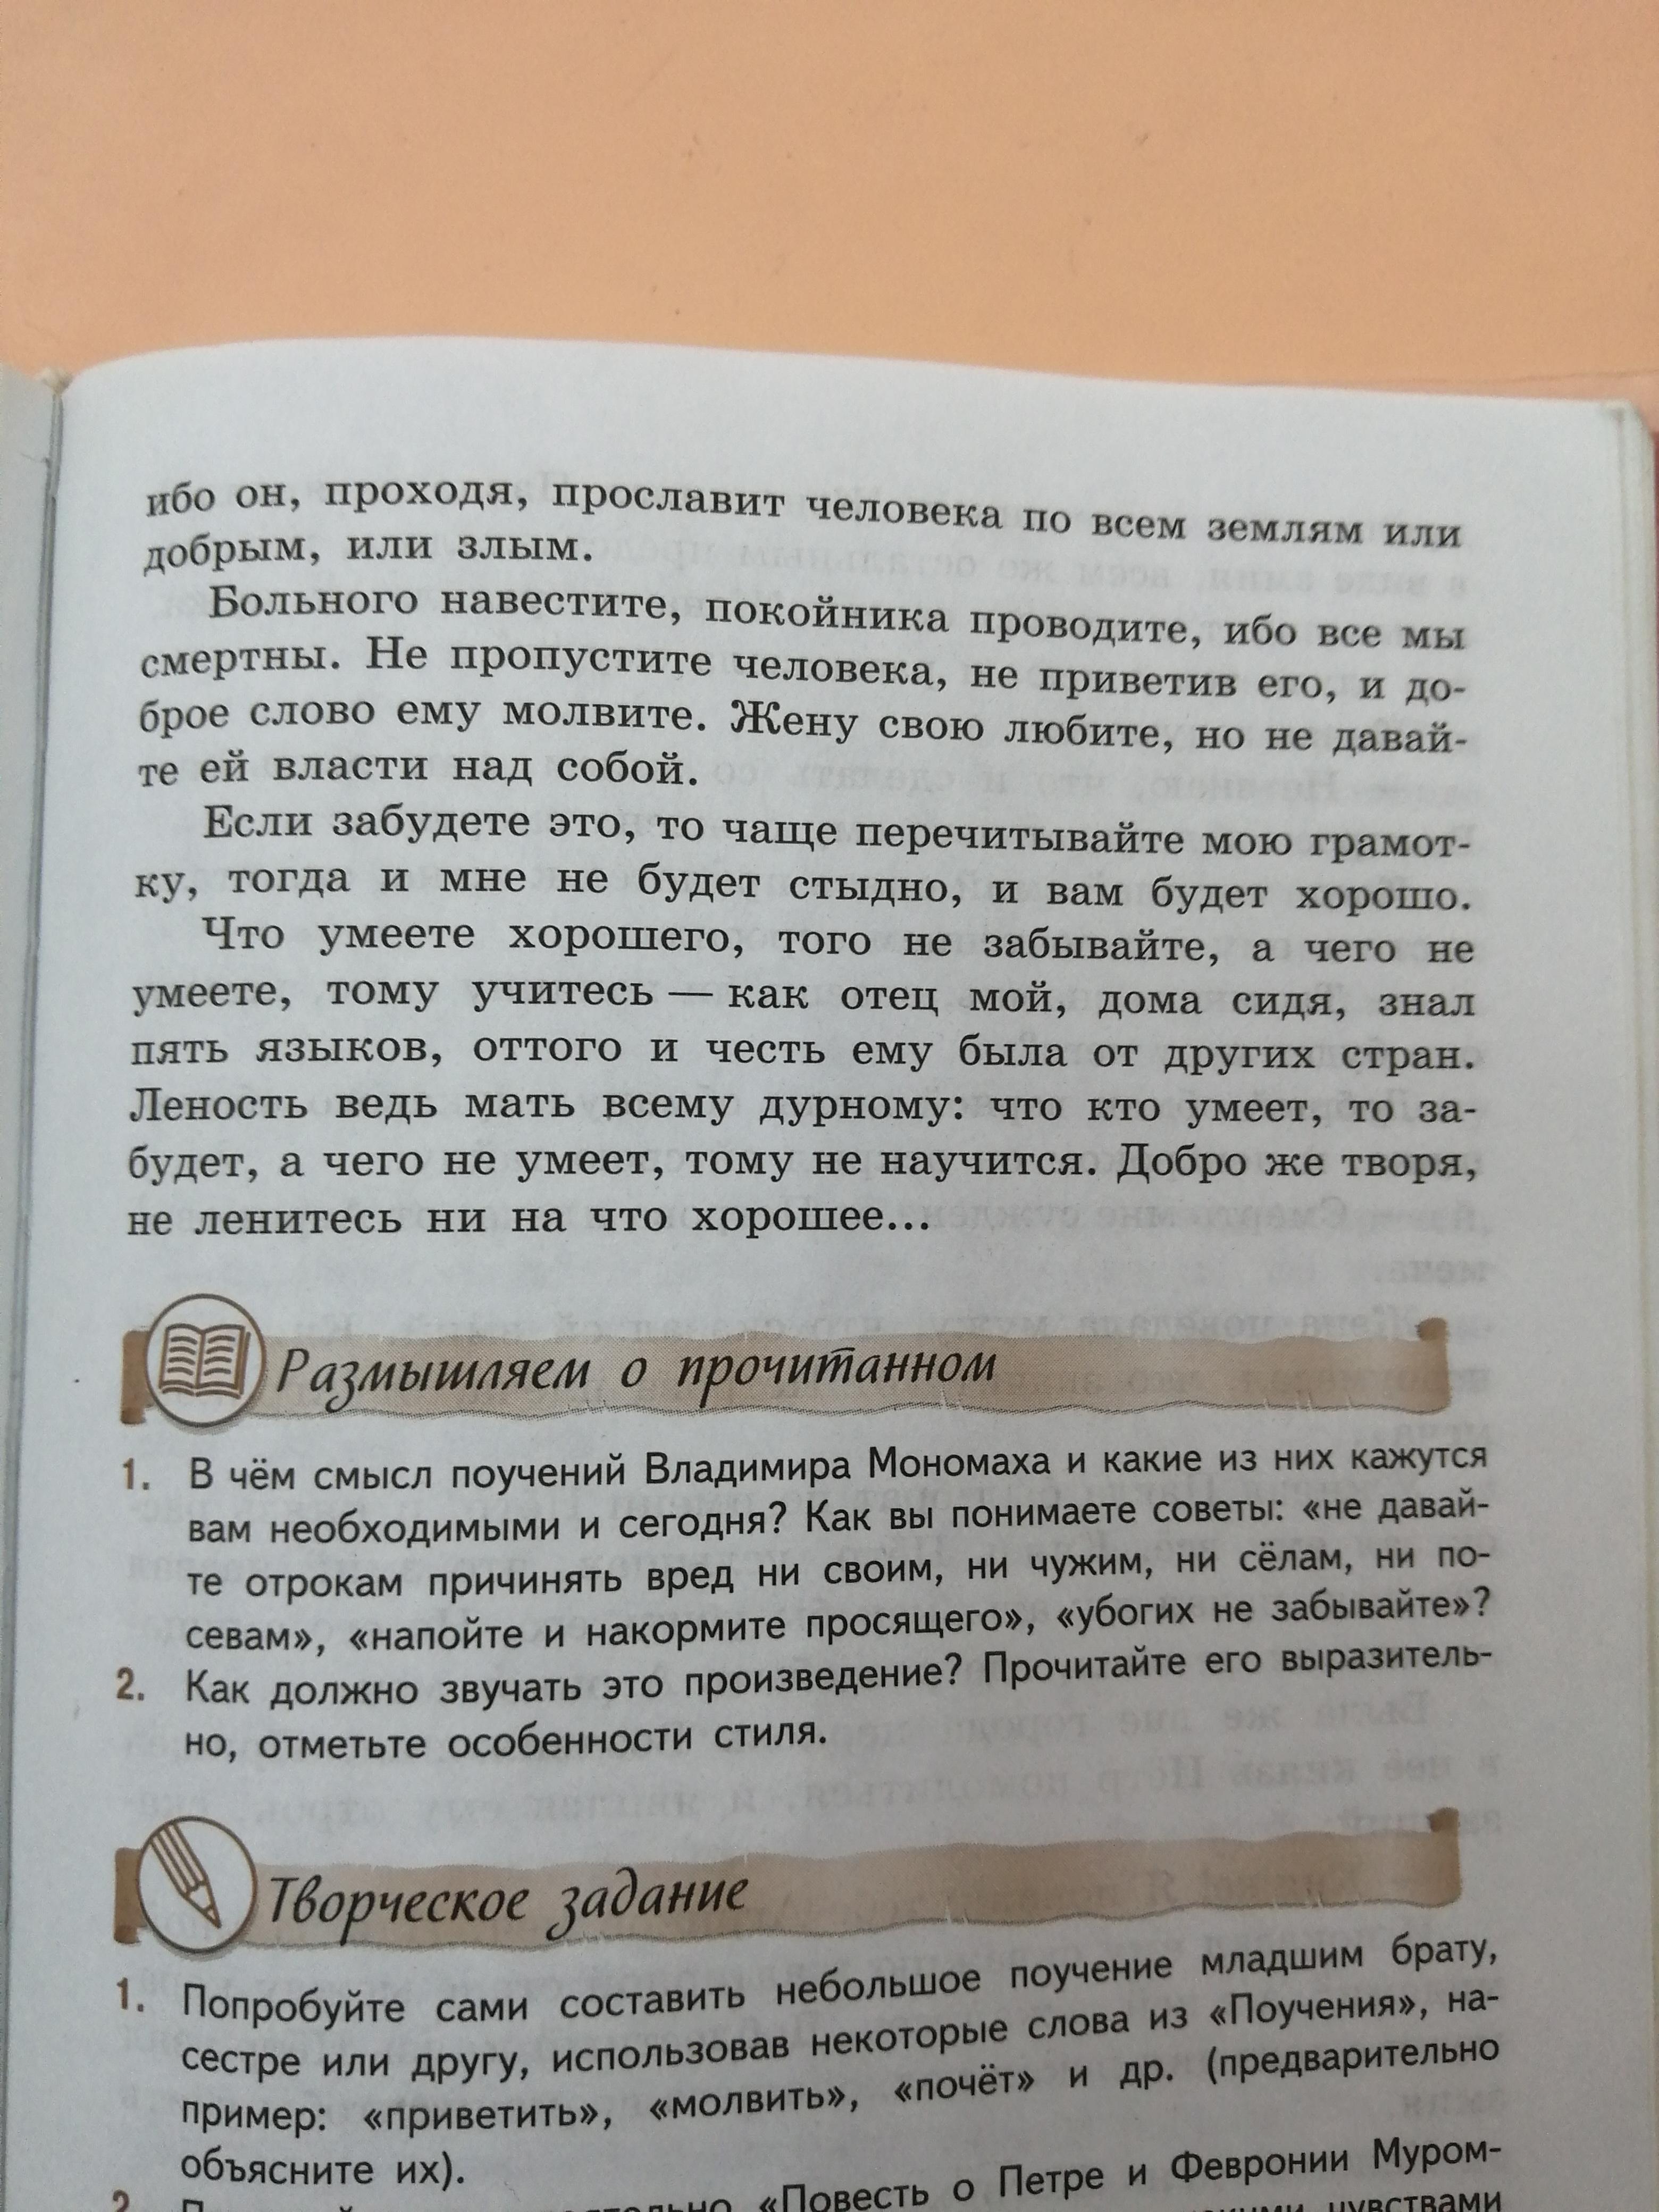 ибо он, проходя, прославит человека по всем землям или
добрым, или злым.
Больного навестите, покойника проводите, ибо все мы
смертны. Не пропустите человека, не приветив его, и до-
брое слово ему молвите. Жену свою любите, но не давай-
те ей власти над собой.
Если забудете это, то чаще перечитывайте мою грамот-
ку, тогда и мне не будет стыдно, и вам будет хорошо.
Что умеете хорошего, того не забывайте, а чего не
умеете, тому учитесь — как отец мой, дома сидя, знал
пять языков, оттого и честь ему была от других стран.
Леность ведь мать всему дурному: что кто умеет, то за-
будет, а чего не умеет, тому не научится. Добро же творя,
не ленитесь ни на что хорошее...
Размышляем о прочитанном
1. В чём смысл поучений Владимира Мономаха и какие из них кажутся
вам необходимыми и сегодня? Как вы понимаете советы: «не давай-
те отрокам причинять вред ни своим, ни чужим, ни сёлам, ни по-
севам», «напойте и накормите просящего», «убогих не забывайте»?
2. Как должно звучать это произведение? Прочитайте его выразитель-
но, отметьте особенности стиля.
Творческое задание
1. Попробуйте сами составить небольшое поучение младшим брату,
сестре или другу, использовав некоторые слова из «Поучения», на-
пример: «приветить», «молвить», «почёт» и др. (предварительно
объясните их).
2. «Повесть о Петре и Февронии Муром-
чувствами